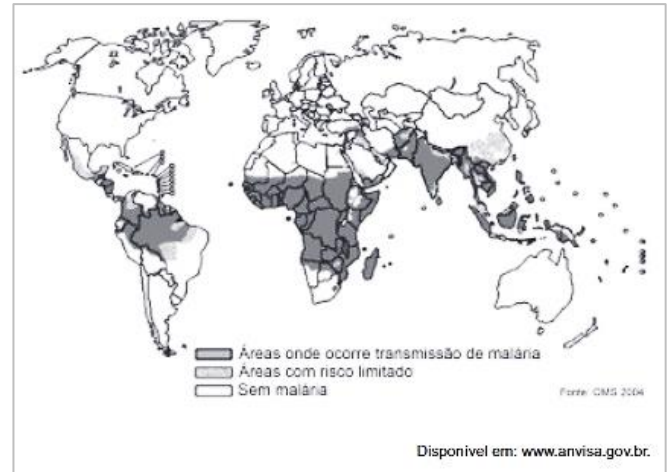 Áreas onde ocorre transmissão de malária
Áreas com risco limitado
Sem malária
Fonte: OMS 2004
Disponível em: www.anvisa.gov.br.